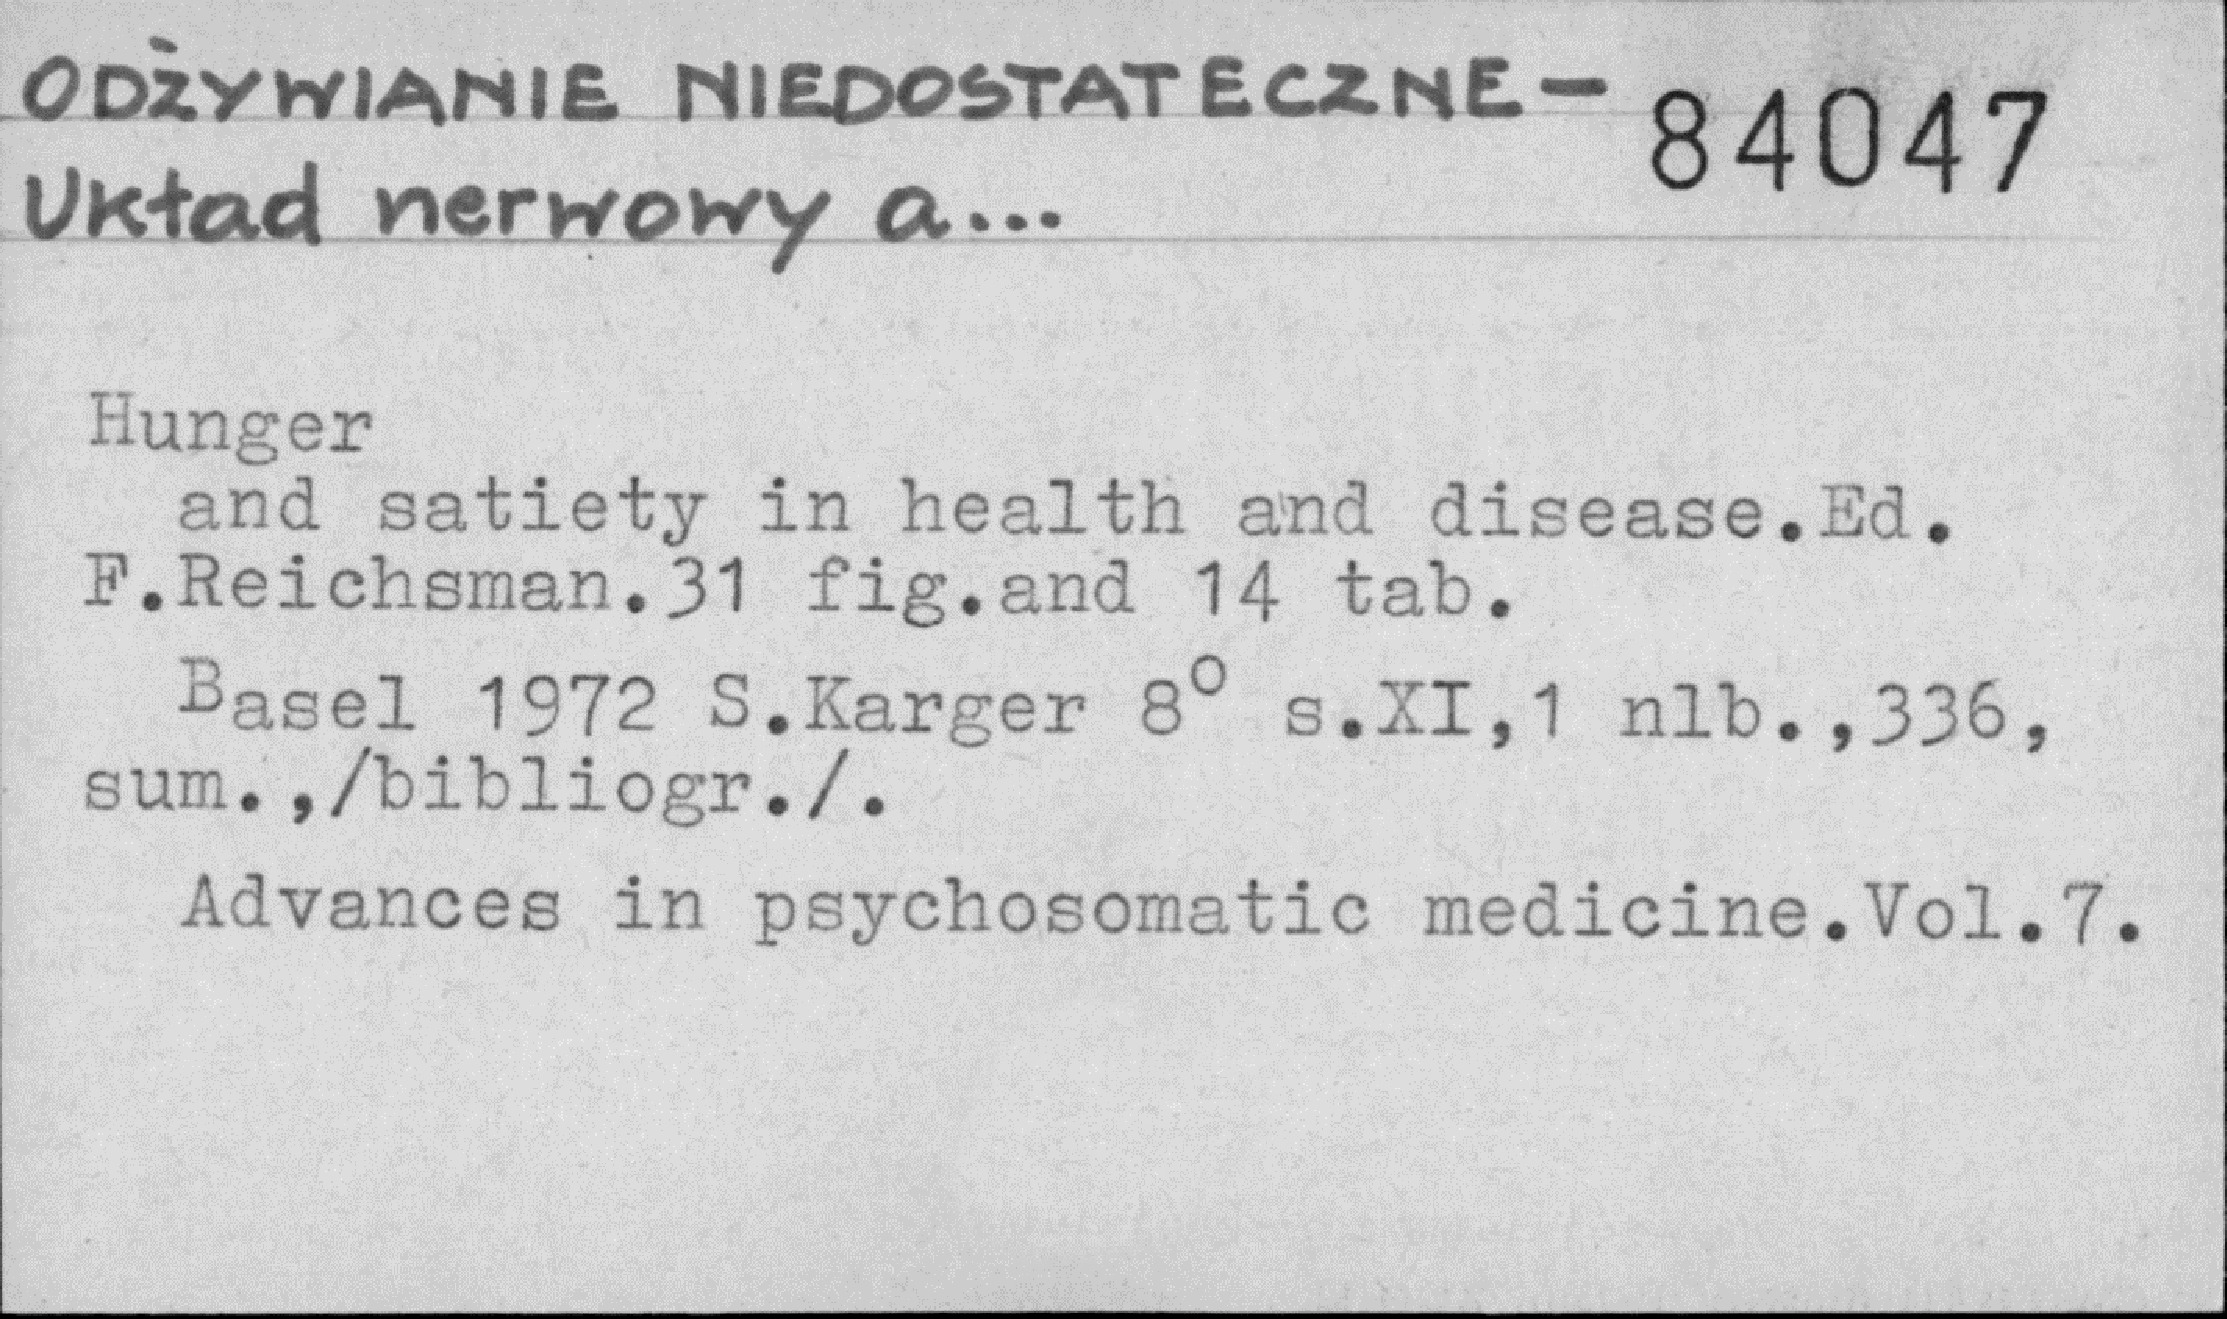 ODŻYWIANIE NIEDOSTATECZNE- 84047
Układ nerwowy a...
Hunger
and satiety in health and disease.Ed.
F.Reichsman.31 fig.and 14 tab.
Basel 1972 S.Karger 8° s.XI,1 nlb.,336,
sum.,/bibliogr./.
Advances in psychosomatic medicine.Vol.7.